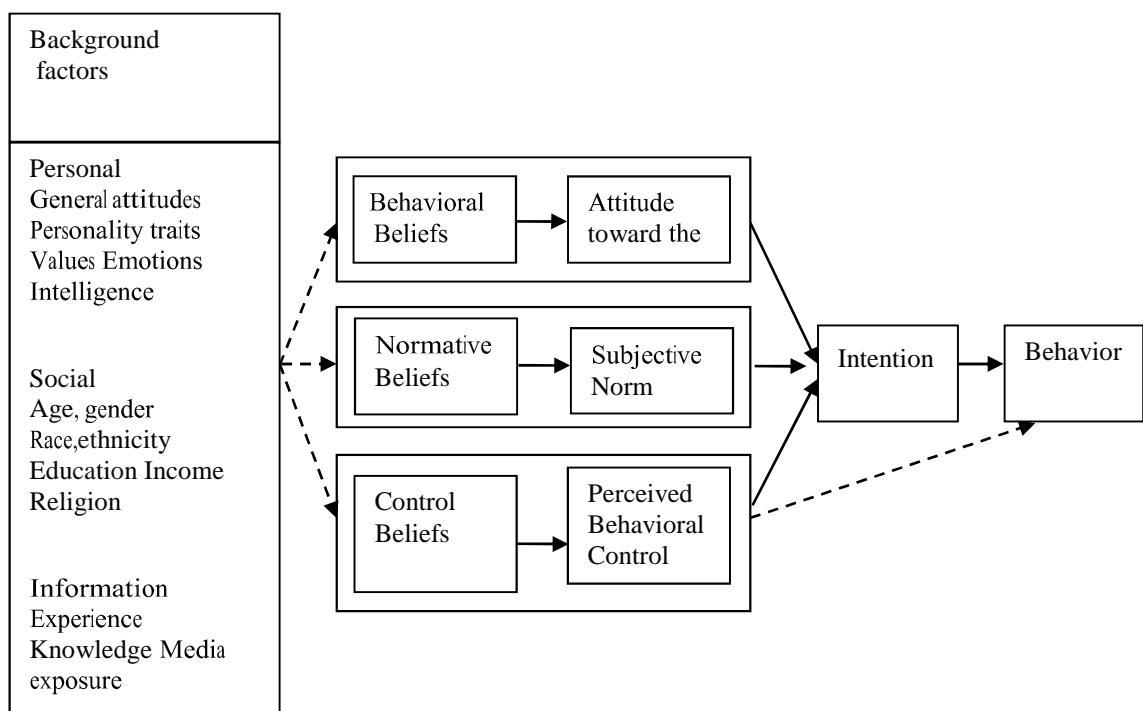 Background
factors
Personal
General attitudes
Personality traits
Values Emotions
Intelligence
Social
Age, gender
Race,ethnicity
Education Income
Religion
Information
Experience
Knowledge Media
exposure
Behavioral
Beliefs
Attitude
toward the
Normative
Beliefs
Subjective
Norm
Control
Beliefs
Perceived
Behavioral
Control
Intention
Behavior